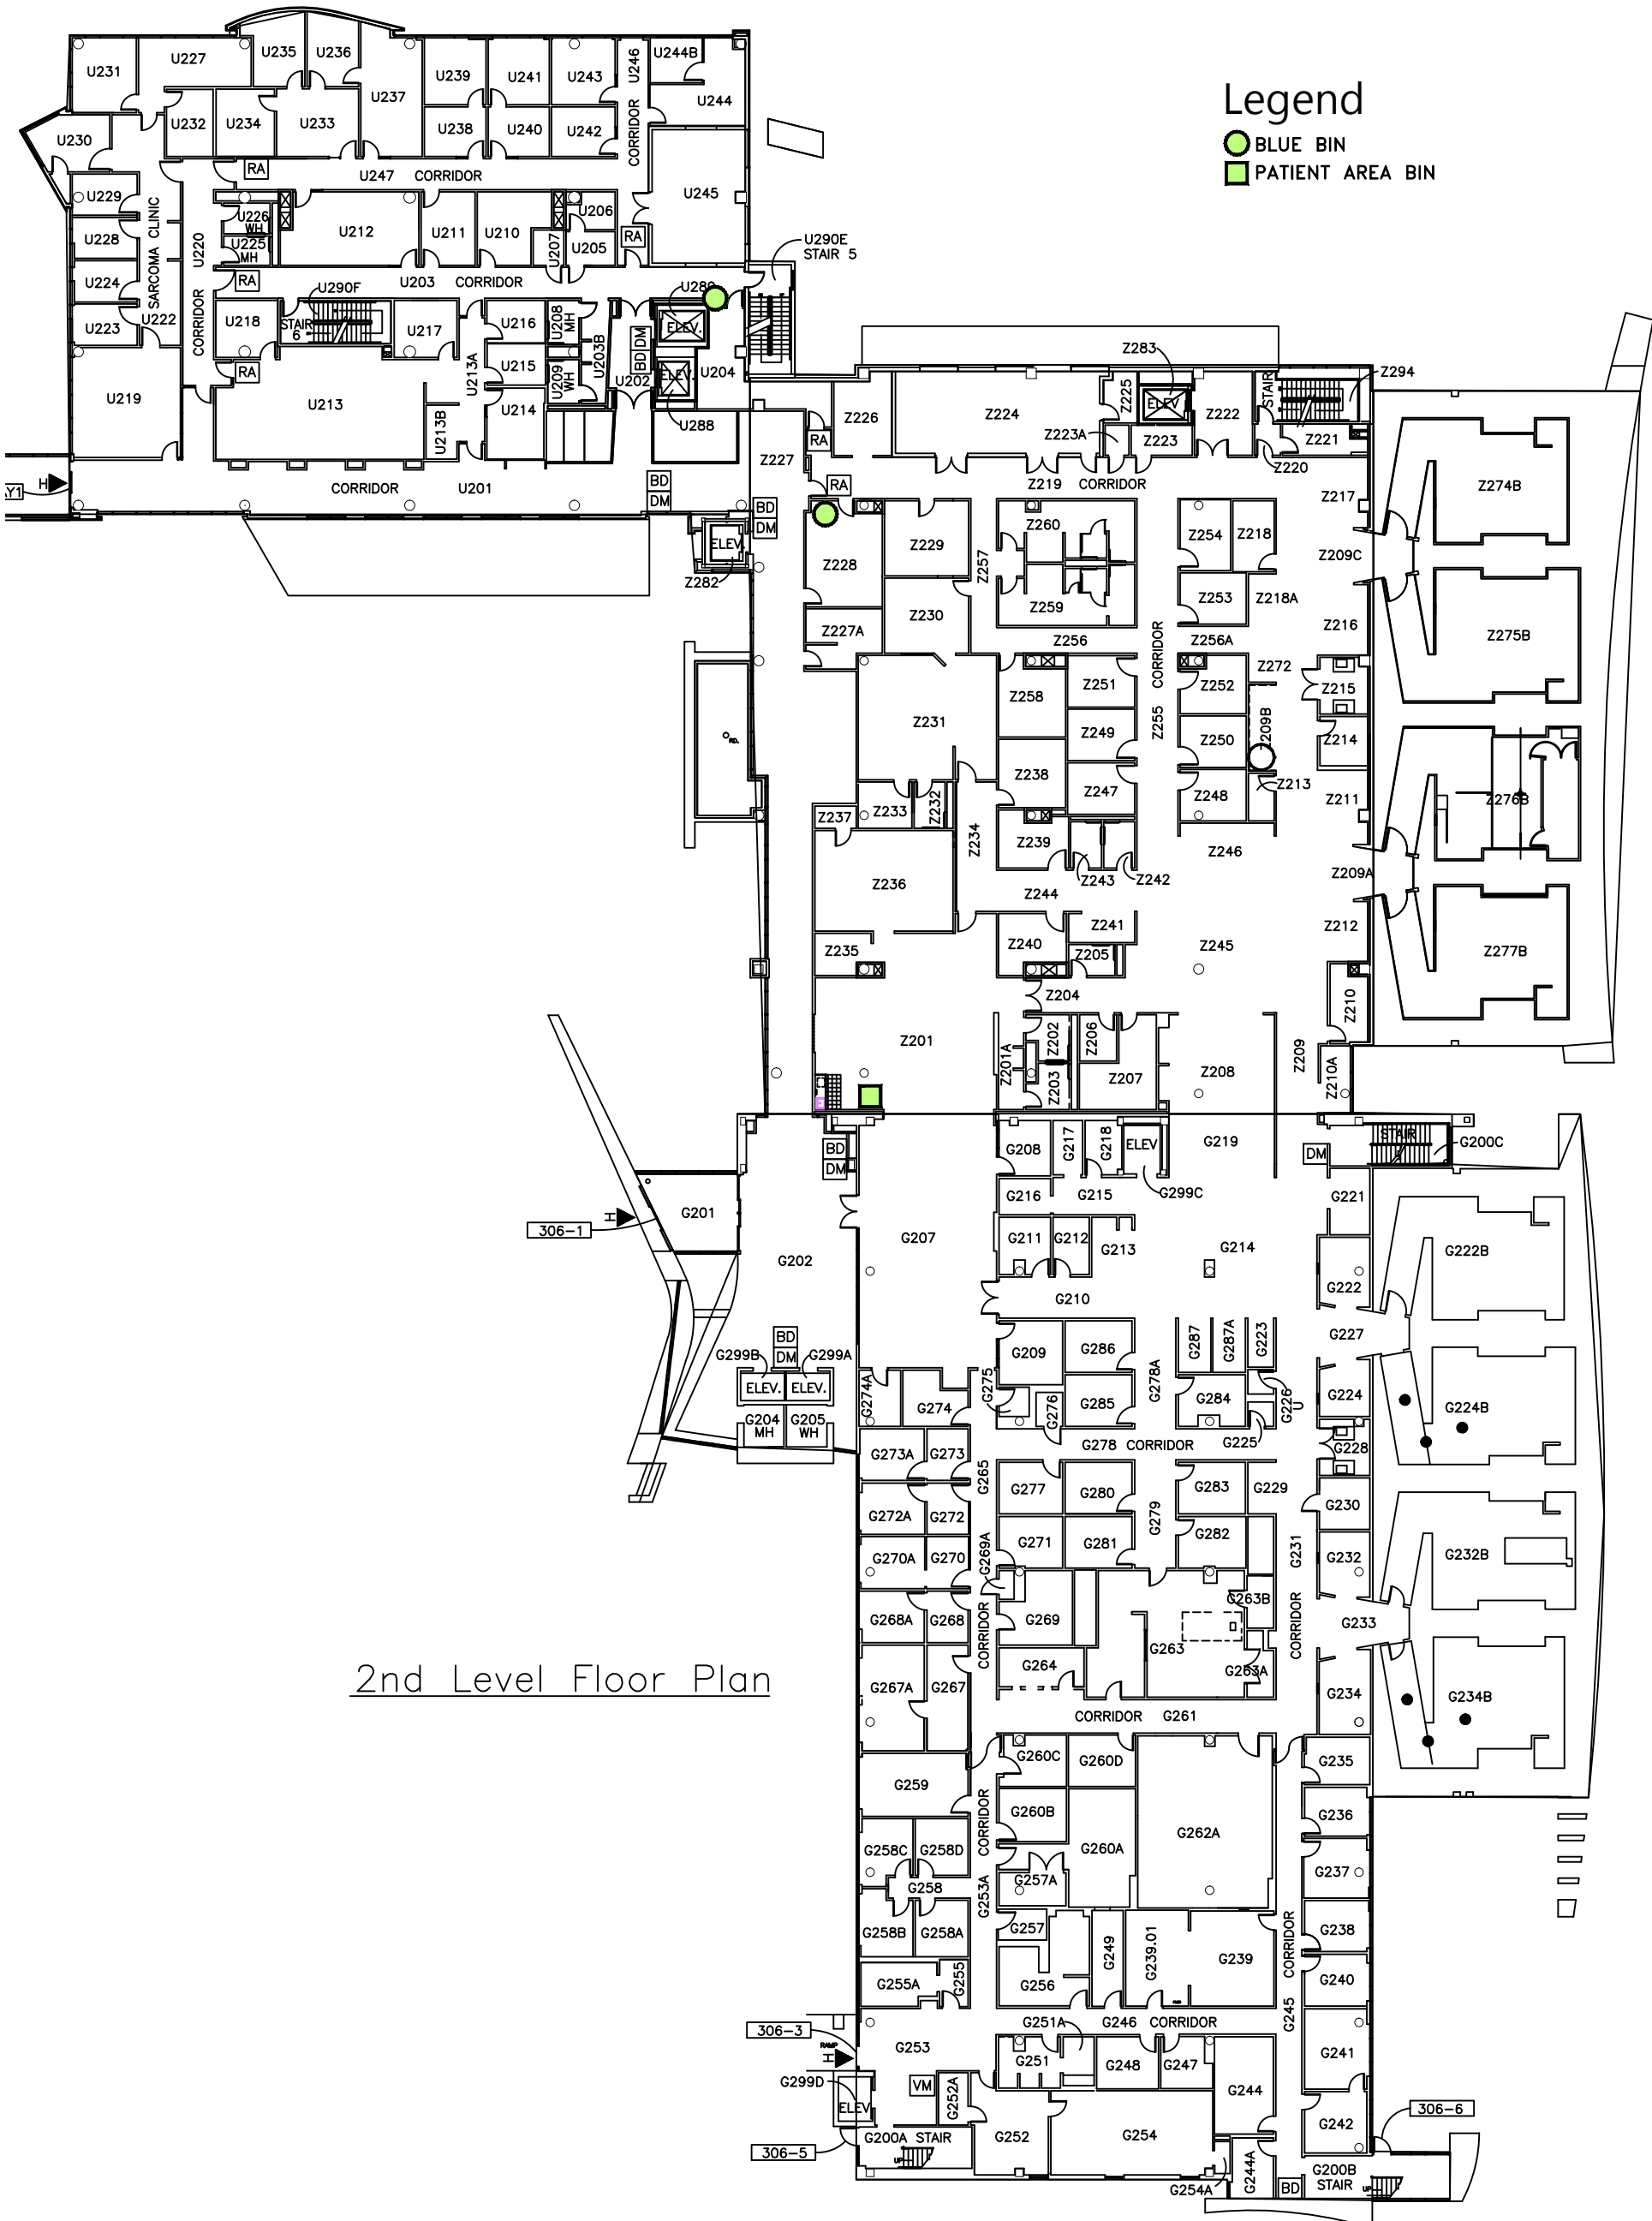 Legend
BLUE BIN
PATIENT AREA BIN
U231
U227
U235
U236
U237
U239
U241
U243
U246
U244B
U244
U232
U234
U233
U238
U240
U242
CORRIDOR
U230
RA
U247 CORRIDOR
U245
U229
U228
U224
U223
U222
SARCOMA CLINIC
U220
CORRIDOR
U226
WH
U225
MH
U212
U211
U210
U207
U206
U205
RA
U290E
STAIR 5
RA
U203 CORRIDOR
U290F
STAIR
6
U218
U217
U213A
U216
U215
U214
U208
MH
U209
WH
U203B
BD DM
U202
ELEV.
ELEV.
U204
U288
RA
U219
U213
U213B
H
CORRIDOR U201
BD
DM
BD
DM
ELEV.
Z282
Z283
Z294
Z226
Z224
Z225
ELEV
Z222
STAIR
Z223A
Z223
Z221
Z220
RA
Z227
RA
Z219 CORRIDOR
Z217
Z274B
Z260
Z254
Z218
Z229
Z257
Z209C
Z228
Z259
Z253
Z218A
Z230
Z216
Z275B
Z227A
Z256
Z256A
CORRIDOR
Z255
Z251
Z252
Z272
Z215
Z258
Z231
Z249
Z250
Z209B
Z214
RD.
Z238
Z247
Z248
Z213
Z211
Z276B
Z233
Z232
Z237
Z234
Z239
Z246
Z243
Z242
Z209A
Z236
Z244
Z241
Z212
Z240
Z205
Z245
Z277B
Z235
Z204
Z210
Z201
Z201A
Z202
Z203
Z206
Z207
Z208
Z209
Z210A
BD
DM
G208
G217
G218
ELEV
G219
DM
STAIR
G200C
G216
G215
G299C
G221
G201
306-1
H
G202
G207
G211
G212
G213
G214
G222B
G222
G210
G227
BD
DM
G299B
G299A
ELEV.
ELEV.
G204
MH
G205
WH
G209
G286
G287
G287A
G223
G275
G276
G285
G278A
G284
G226
U
G225
G224
G224B
G274A
G274
G278 CORRIDOR
G228
G273A
G273
G265
G277
G280
G283
G229
G230
G272A
G272
G279
G271
G281
G282
G231
G232
G232B
G270A
G270
G269A
G268A
G268
G269
G263B
G263
G263A
G264
CORRIDOR
CORRIDOR
G233
G267A
G267
G234
G234B
2nd Level Floor Plan
CORRIDOR G261
G260C
G260D
G235
G259
G260B
G260A
G262A
G236
CORRIDOR
G258C
G258D
G257A
G237
G258
G253A
G258B
G258A
G257
G249
G239.01
G239
G238
CORRIDOR
G255A
G255
G256
G240
G245
G251A
G246 CORRIDOR
306-3
RAMP
H
G253
G251
G248
G247
G241
G299D
ELEV
VM
G252A
G244
306-6
G242
G200A STAIR
UP
306-5
G252
G254
G254A
G244A
BD
G200B
STAIR
UP